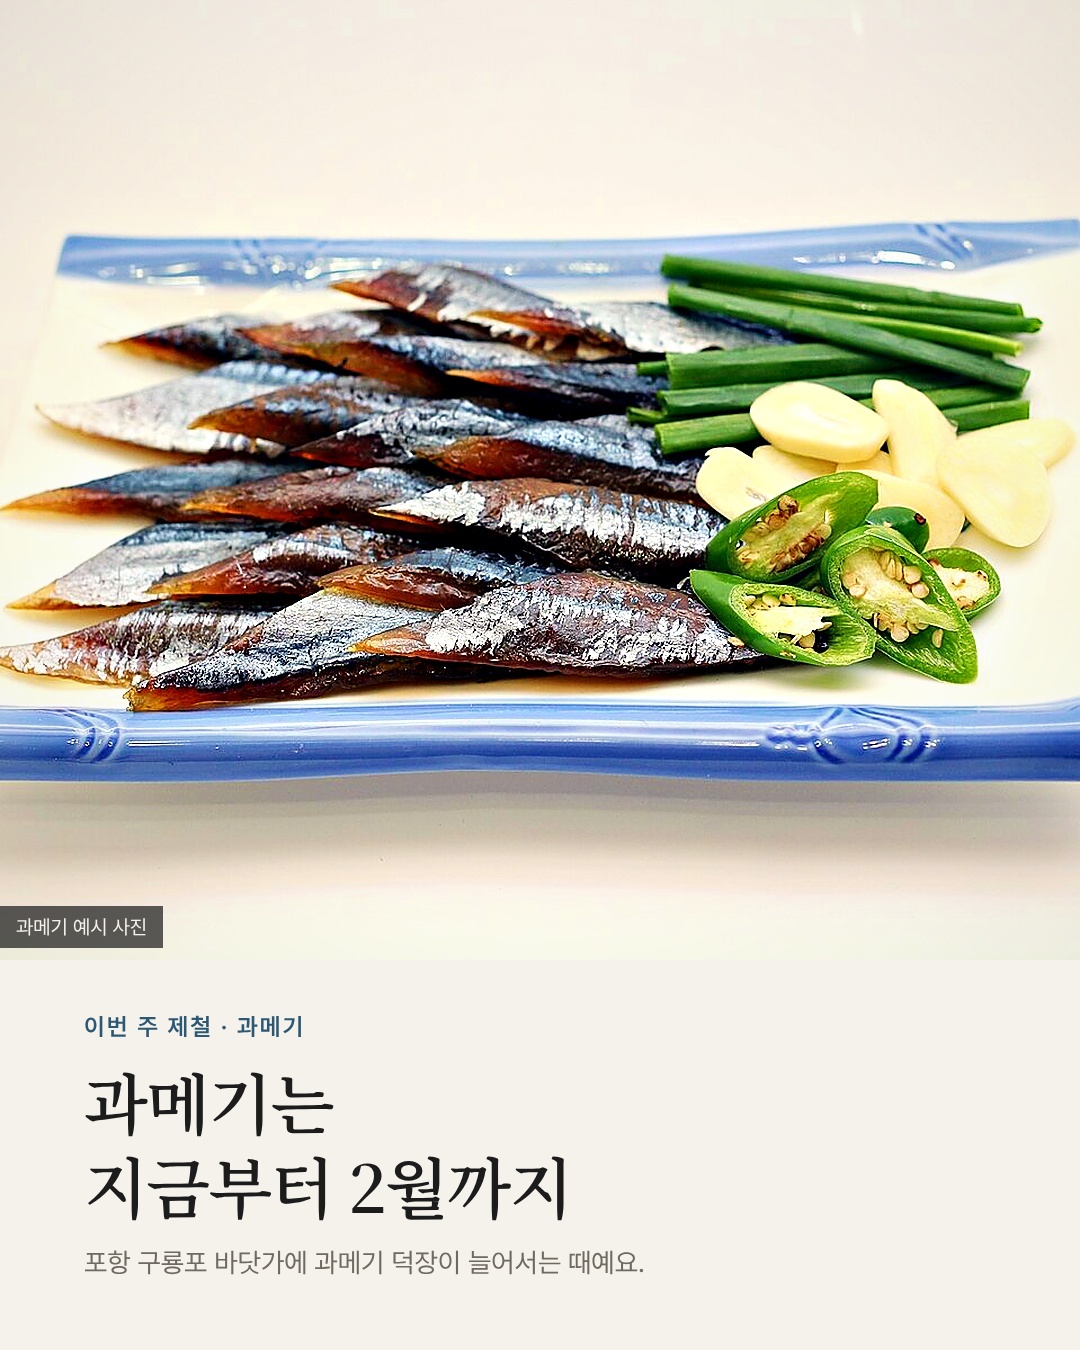 과메기 예시 사진
이번 주 제철 · 과메기
과메기는
지금부터 2월까지
포항 구룡포 바닷가에 과메기 덕장이 늘어서는 때예요.